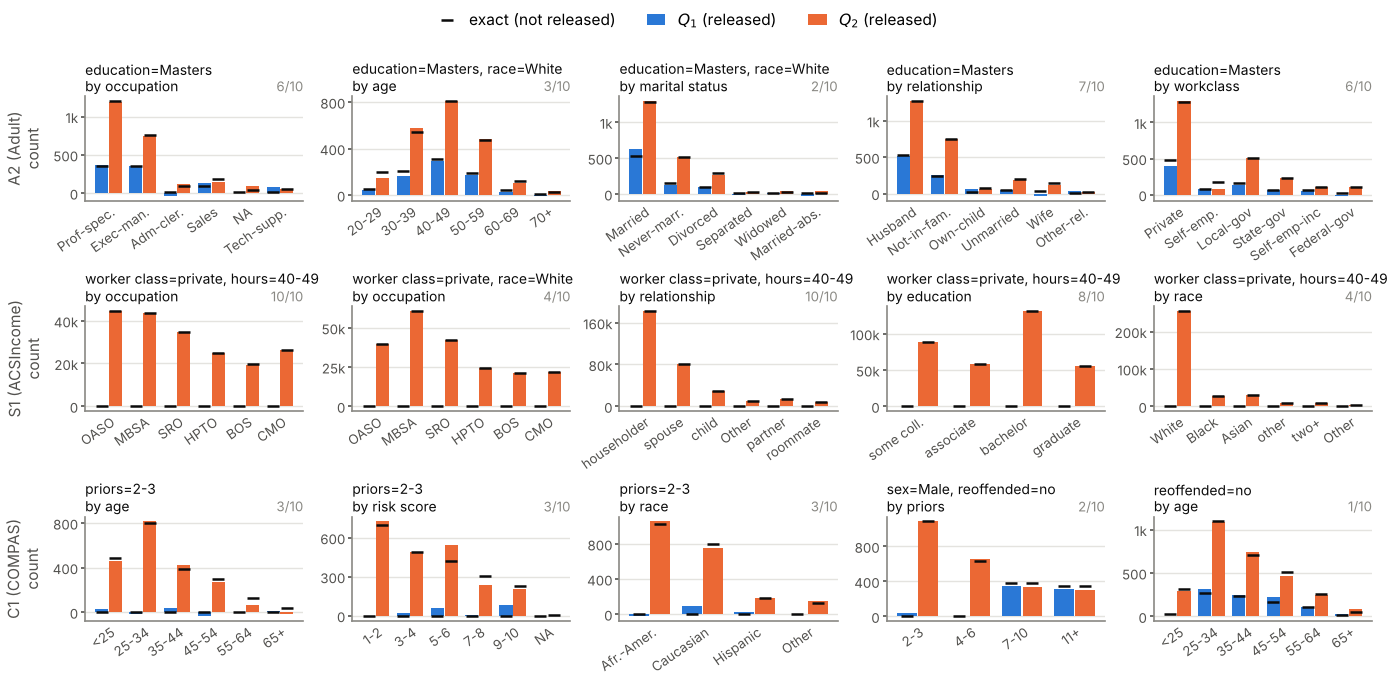 exact (not released)
Q1 (released)
Q2 (released)
A2 (Adult)
count
education=Masters
by occupation
6/10
1k
500
0
Prof-spec.
Exec-man.
Adm-cler.
Sales
NA
Tech-supp.
education=Masters, race=White
by age
3/10
800
400
0
20-29
30-39
40-49
50-59
60-69
70+
education=Masters, race=White
by marital status
2/10
1k
500
0
Married
Never-marr.
Divorced
Separated
Widowed
Married-abs.
education=Masters
by relationship
7/10
1k
500
0
Husband
Not-in-fam.
Own-child
Unmarried
Wife
Other-rel.
education=Masters
by workclass
6/10
1k
500
0
Private
Self-emp.
Local-gov
State-gov
Self-emp-inc
Federal-gov
S1 (ACSIncome)
count
worker class=private, hours=40-49
by occupation
10/10
40k
20k
0
OASO
MBSA
SRO
HPTO
BOS
CMO
worker class=private, race=White
by occupation
4/10
50k
25k
0
OASO
MBSA
SRO
HPTO
BOS
CMO
worker class=private, hours=40-49
by relationship
10/10
160k
80k
0
householder
spouse
child
Other
partner
roommate
worker class=private, hours=40-49
by education
8/10
100k
50k
0
some coll.
associate
bachelor
graduate
worker class=private, hours=40-49
by race
4/10
200k
100k
0
White
Black
Asian
other
two+
Other
C1 (COMPAS)
count
priors=2-3
by age
3/10
800
400
0
<25
25-34
35-44
45-54
55-64
65+
priors=2-3
by risk score
3/10
600
300
0
1-2
3-4
5-6
7-8
9-10
NA
priors=2-3
by race
3/10
800
400
0
Afr.-Amer.
Caucasian
Hispanic
Other
sex=Male, reoffended=no
by priors
2/10
800
400
0
2-3
4-6
7-10
11+
reoffended=no
by age
1/10
1k
500
0
<25
25-34
35-44
45-54
55-64
65+